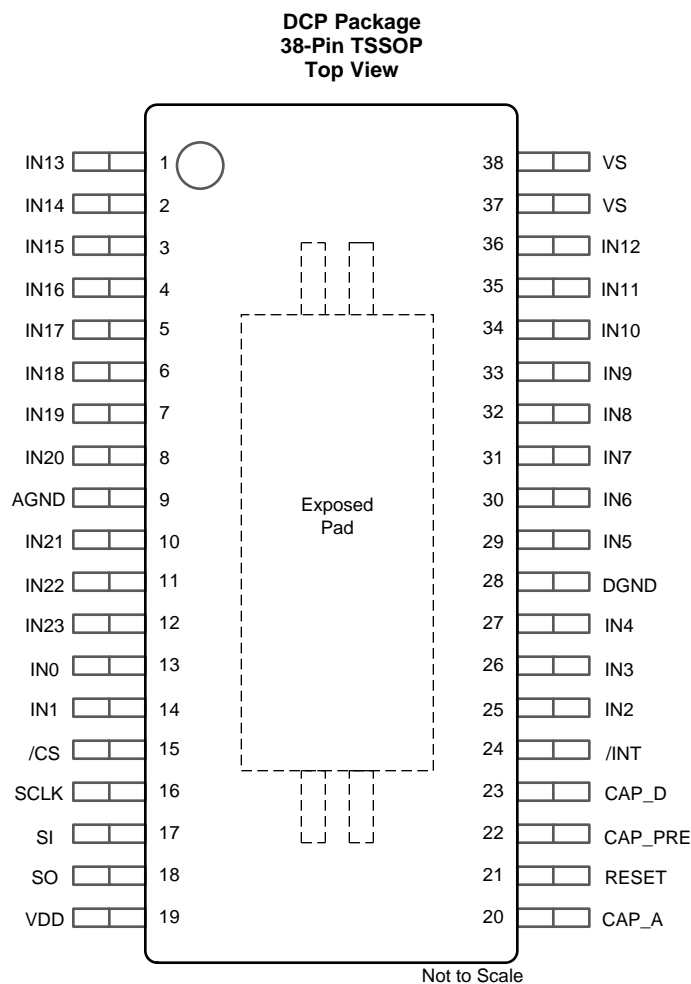 DCP Package
38-Pin TSSOP
Top View
IN13 1 38 VS
IN14 2 37 VS
IN15 3 36 IN12
IN16 4 35 IN11
IN17 5 34 IN10
IN18 6 33 IN9
IN19 7 32 IN8
IN20 8 31 IN7
AGND 9 30 IN6
Exposed
Pad
IN21 10 29 IN5
IN22 11 28 DGND
IN23 12 27 IN4
IN0 13 26 IN3
IN1 14 25 IN2
/CS 15 24 /INT
SCLK 16 23 CAP_D
SI 17 22 CAP_PRE
SO 18 21 RESET
VDD 19 20 CAP_A
Not to Scale